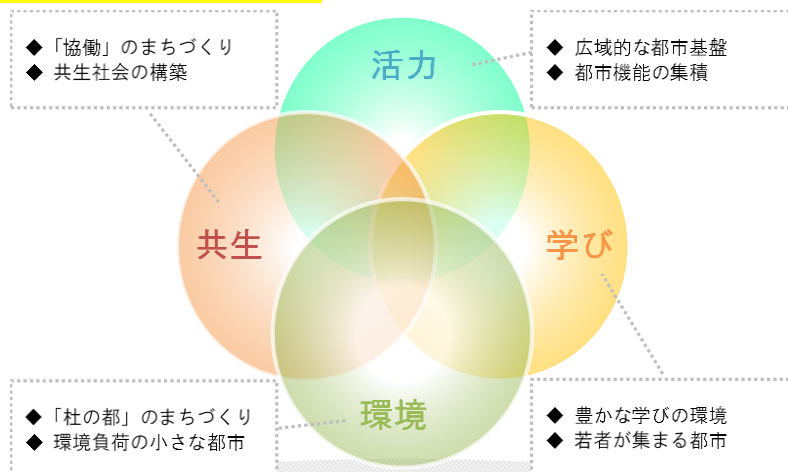 ◆「協働」のまちづくり
◆ 共生社会の構築
活力
◆ 広域的な都市基盤
◆ 都市機能の集積
共生
学び
◆「杜の都」のまちづくり
◆ 環境負荷の小さな都市
環境
◆ 豊かな学びの環境
◆ 若者が集まる都市